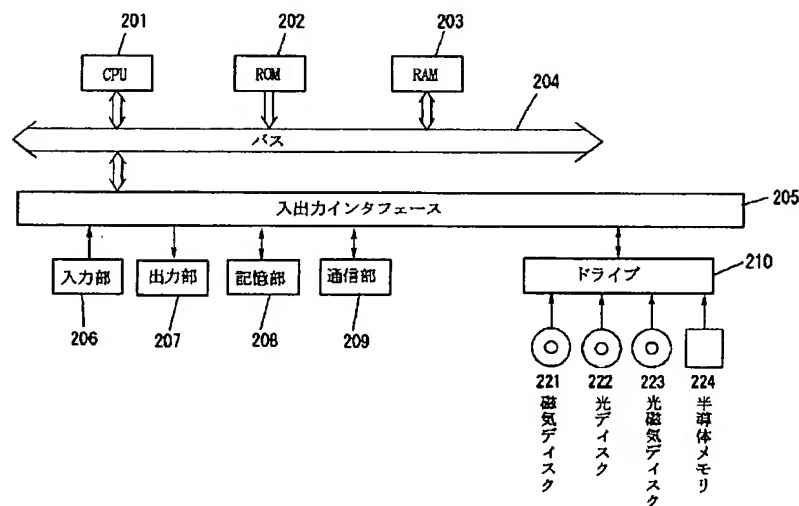 201
202
203
CPU
ROM
RAM
204
バス
入出力インタフェース
205
入力部
出力部
記憶部
通信部
ドライブ
210
206
207
208
209
221
222
223
224
磁気ディスク
光ディスク
光磁気ディスク
半導体メモリ